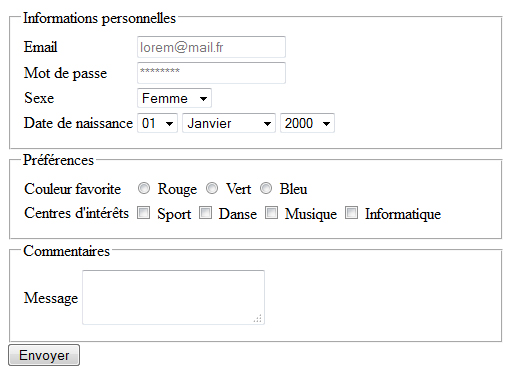 Informations personnelles
Email lorem@mail.fr
Mot de passe ********
Sexe Femme
Date de naissance 01 Janvier 2000
Préférences
Couleur favorite Rouge Vert Bleu
Centres d'intérêts Sport Danse Musique Informatique
Commentaires
Message
Envoyer